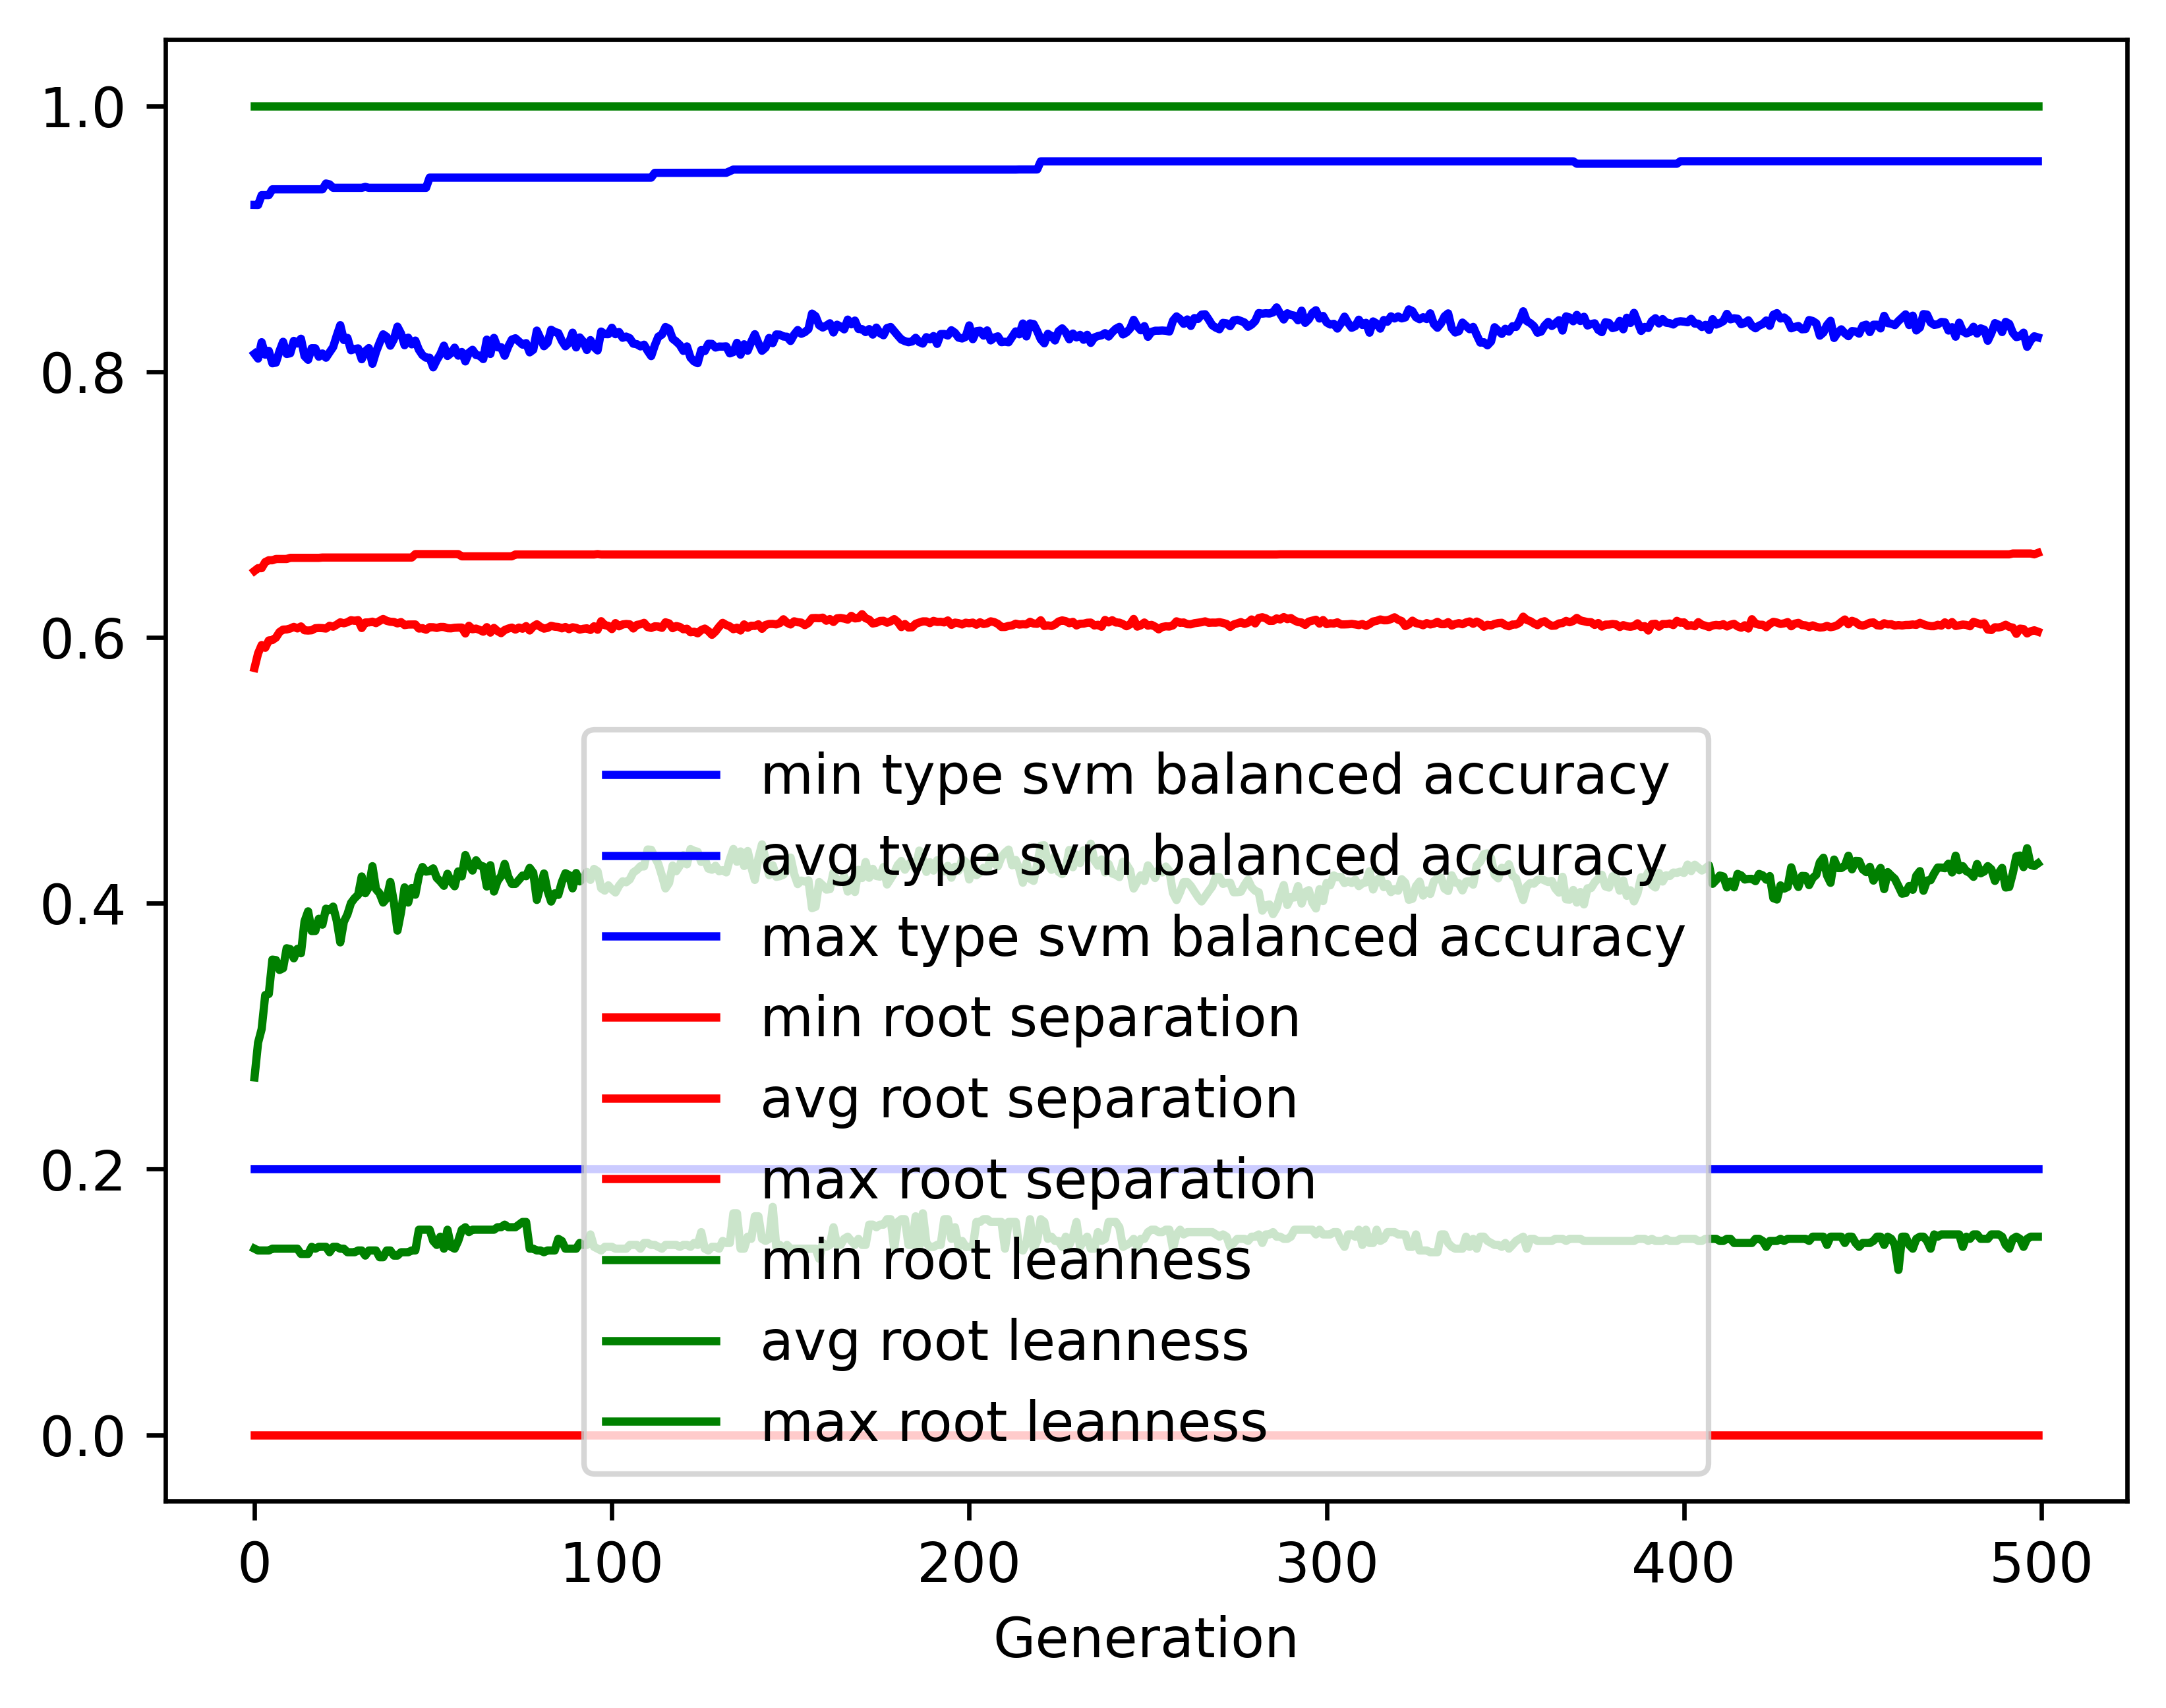 1.0
0.8
0.6
0.4
0.2
0.0
min type svm balanced accuracy
avg type svm balanced accuracy
max type svm balanced accuracy
min root separation
avg root separation
max root separation
min root leanness
avg root leanness
max root leanness
0 100 200 300 400 500
Generation